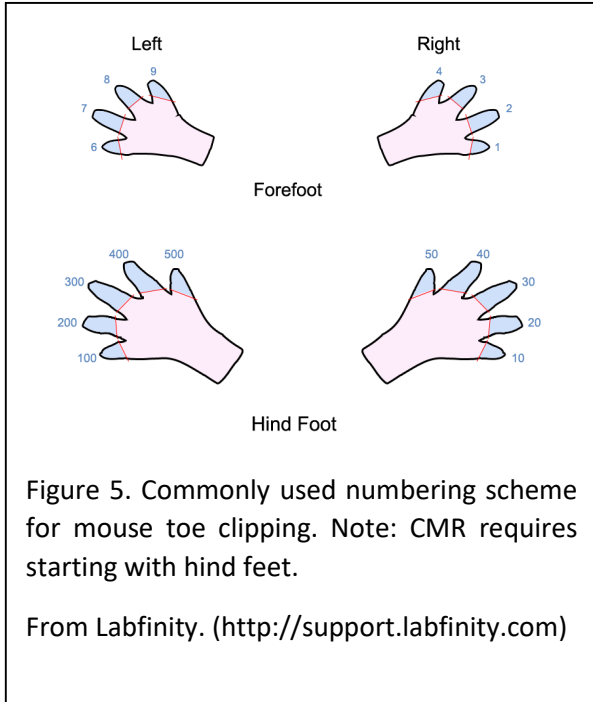 Left Right
9 4
8 3
7 2
6 1
Forefoot
400 500 50 40
300 30
200 20
100 10
Hind Foot
Figure 5. Commonly used numbering scheme
for mouse toe clipping. Note: CMR requires
starting with hind feet.
From Labfinity. (http://support.labfinity.com)